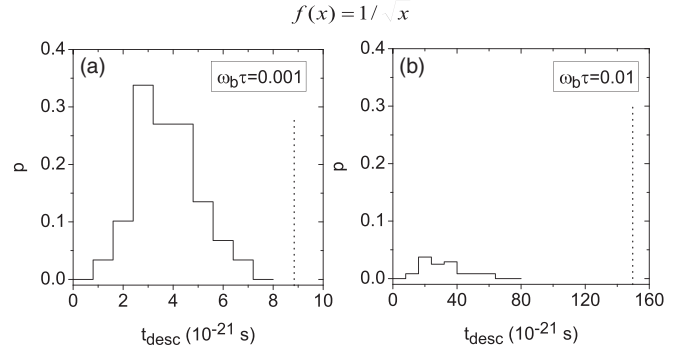 f(x) = 1/√x
(a)
ω_bτ=0.001
(b)
ω_bτ=0.01
0.4
0.3
0.2
0.1
0.0
p
0 2 4 6 8 10
t_desc (10⁻²¹ s)
0.4
0.3
0.2
0.1
0.0
p
0 40 80 120 160
t_desc (10⁻²¹ s)